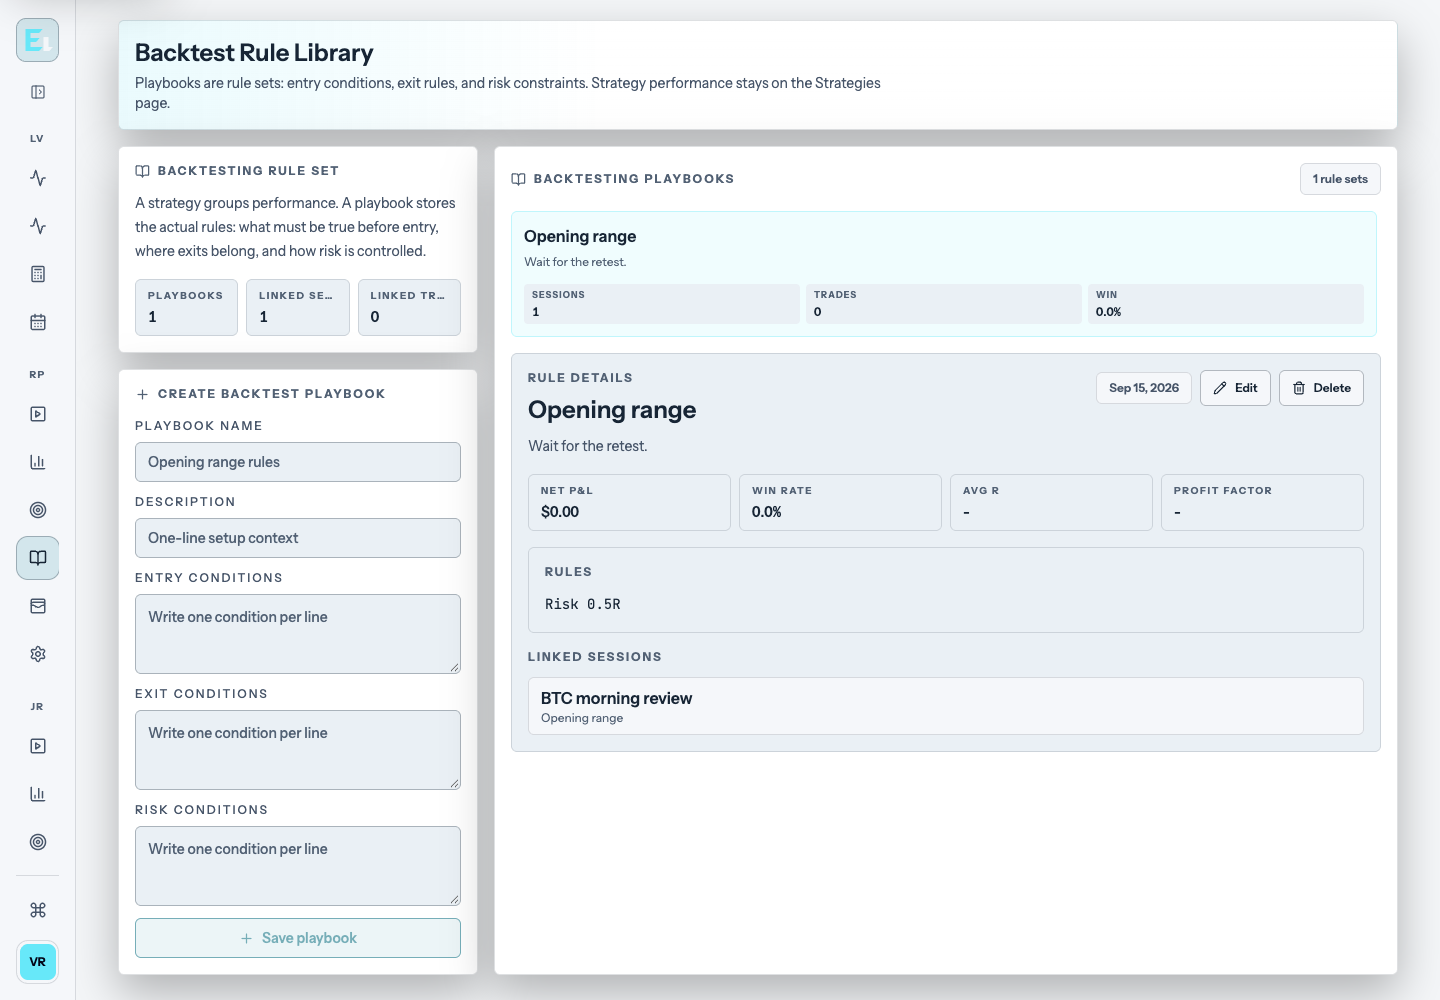 EL
LV
RP
JR
VR
Backtest Rule Library
Playbooks are rule sets: entry conditions, exit rules, and risk constraints. Strategy performance stays on the Strategies
page.
BACKTESTING RULE SET
A strategy groups performance. A playbook stores
the actual rules: what must be true before entry,
where exits belong, and how risk is controlled.
PLAYBOOKS
1
LINKED SE…
1
LINKED TR…
0
CREATE BACKTEST PLAYBOOK
PLAYBOOK NAME
Opening range rules
DESCRIPTION
One-line setup context
ENTRY CONDITIONS
Write one condition per line
EXIT CONDITIONS
Write one condition per line
RISK CONDITIONS
Write one condition per line
Save playbook
BACKTESTING PLAYBOOKS
1 rule sets
Opening range
Wait for the retest.
SESSIONS
1
TRADES
0
WIN
0.0%
RULE DETAILS
Sep 15, 2026
Edit
Delete
Opening range
Wait for the retest.
NET P&L
$0.00
WIN RATE
0.0%
AVG R
-
PROFIT FACTOR
-
RULES
Risk 0.5R
LINKED SESSIONS
BTC morning review
Opening range